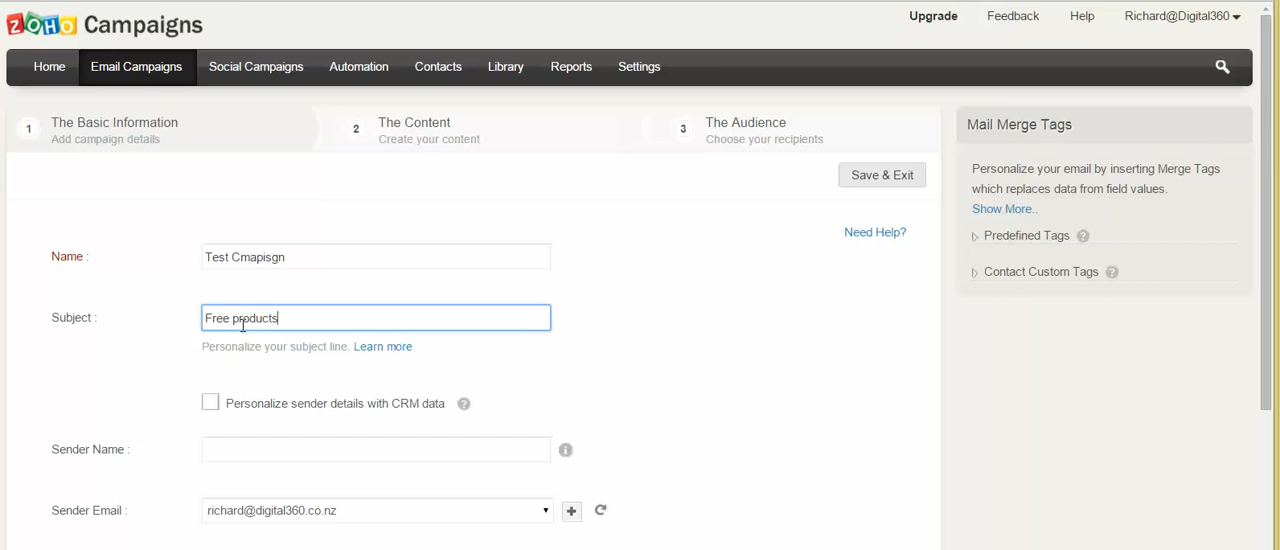 ZOHO Campaigns
Upgrade Feedback Help Richard@Digital360
Home Email Campaigns Social Campaigns Automation Contacts Library Reports Settings
1 The Basic Information
Add campaign details
2 The Content
Create your content
3 The Audience
Choose your recipients
Save & Exit
Need Help?
Name : Test Cmapisgn
Subject : Free products
Personalize your subject line. Learn more
Personalize sender details with CRM data ?
Sender Name : i
Sender Email : richard@digital360.co.nz +
Mail Merge Tags
Personalize your email by inserting Merge Tags
which replaces data from field values.
Show More..
Predefined Tags ?
Contact Custom Tags ?